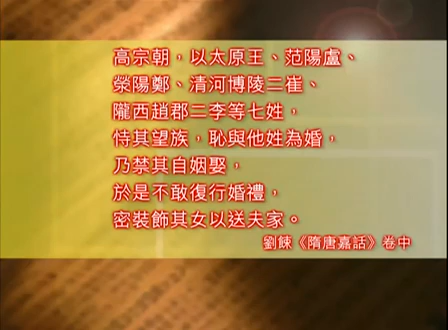 高宗朝，以太原王、范陽盧、
滎陽鄭、清河博陵二崔、
隴西趙郡二李等七姓，
恃其望族，恥與他姓為婚，
乃禁其自姻娶，
於是不敢復行婚禮，
密裝飾其女以送夫家。
劉餗《隋唐嘉話》卷中